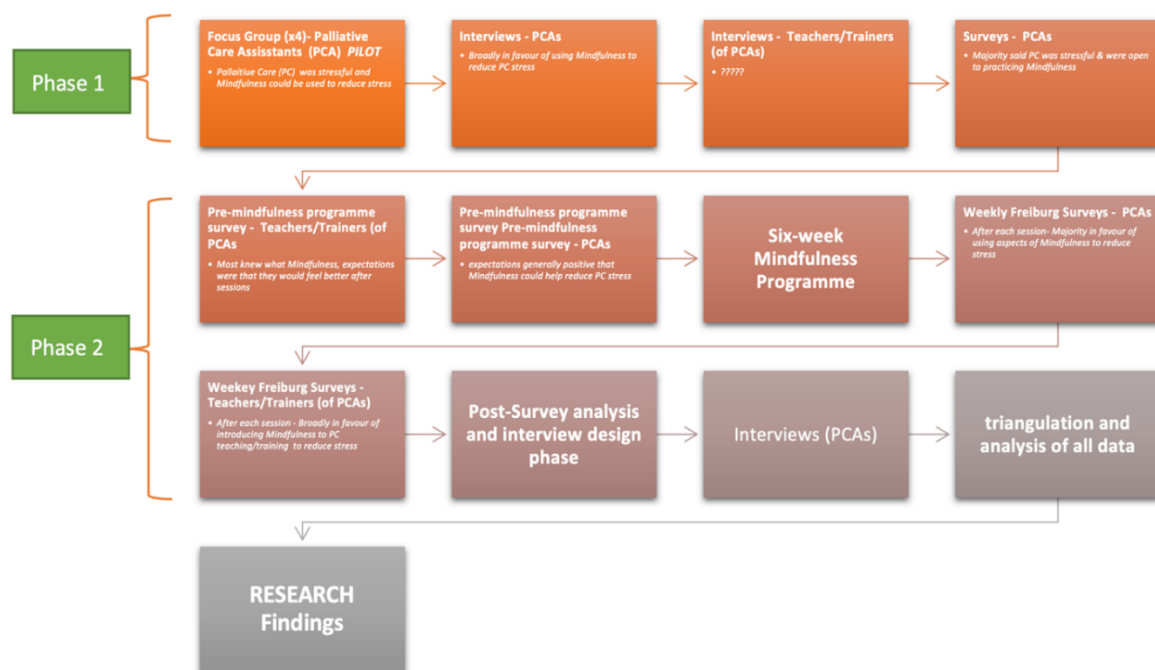 Phase 1
Focus Group (x4)- Palliative
Care Assisstants (PCA) PILOT
• Pallaitive Care (PC) was stressful and
Mindfulness could be used to reduce stress
Interviews - PCAs
• Broadly in favour of using Mindfulness to
reduce PC stress
Interviews - Teachers/Trainers
(of PCAs)
• ?????
Surveys - PCAs
• Majority said PC was stressful & were open
to practicing Mindfulness
Phase 2
Pre-mindfulness programme
survey - Teachers/Trainers (of
PCAs
• Most knew what Mindfulness, expectations
were that they would feel better after
sessions
Pre-mindfulness programme
survey Pre-mindfulness
programme survey - PCAs
• expectations generally positive that
Mindfulness could help reduce PC stress
Six-week
Mindfulness
Programme
Weekly Freiburg Surveys - PCAs
• After each session- Majority in favour of
using aspects of Mindfulness to reduce
stress
Weekey Freiburg Surveys -
Teachers/Trainers (of PCAs)
• After each session - Broadly in favour of
introducing Mindfulness to PC
teaching/training to reduce stress
Post-Survey analysis
and interview design
phase
Interviews (PCAs)
triangulation and
analysis of all data
RESEARCH
Findings